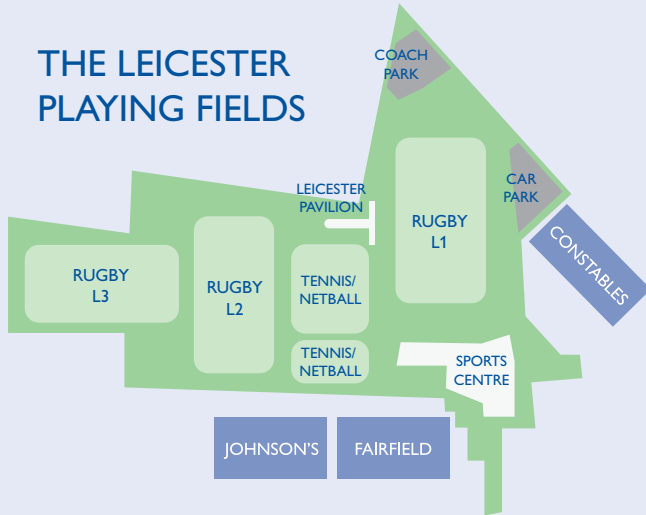 THE LEICESTER
PLAYING FIELDS
COACH
PARK
LEICESTER
PAVILION
CAR
PARK
RUGBY
L1
CONSTABLES
RUGBY
L3
RUGBY
L2
TENNIS/
NETBALL
TENNIS/
NETBALL
SPORTS
CENTRE
JOHNSON'S
FAIRFIELD